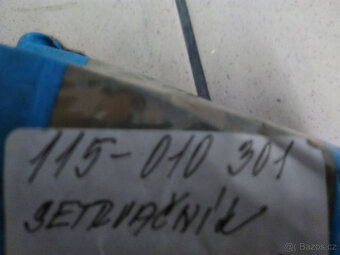 115-010 301
SETRVAČNÍK
Bazos.cz